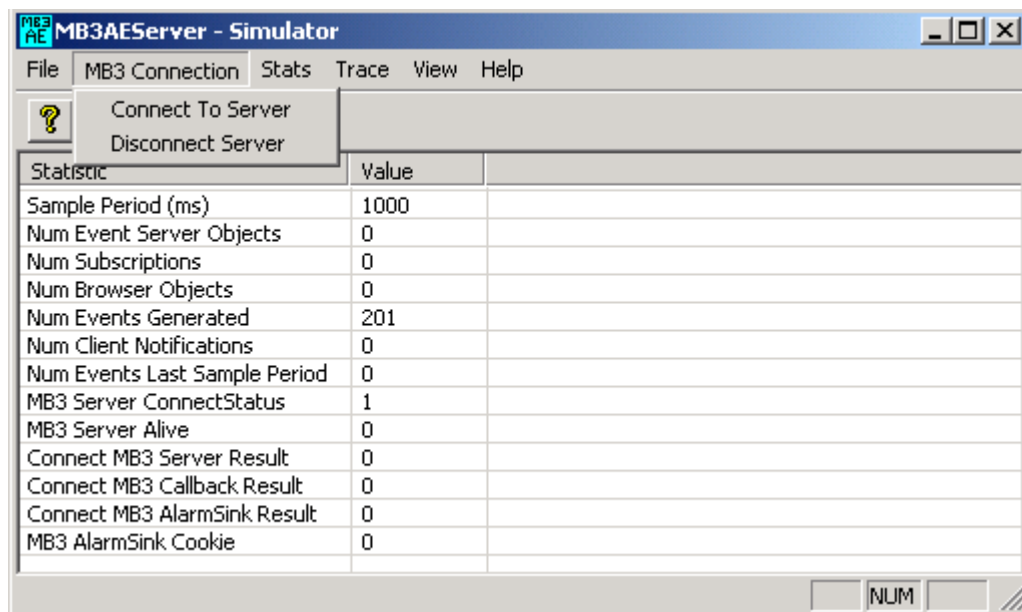 MB3 AE MB3AEServer - Simulator
File MB3 Connection Stats Trace View Help
Connect To Server
Disconnect Server
Statistic Value
Sample Period (ms) 1000
Num Event Server Objects 0
Num Subscriptions 0
Num Browser Objects 0
Num Events Generated 201
Num Client Notifications 0
Num Events Last Sample Period 0
MB3 Server ConnectStatus 1
MB3 Server Alive 0
Connect MB3 Server Result 0
Connect MB3 Callback Result 0
Connect MB3 AlarmSink Result 0
MB3 AlarmSink Cookie 0
NUM